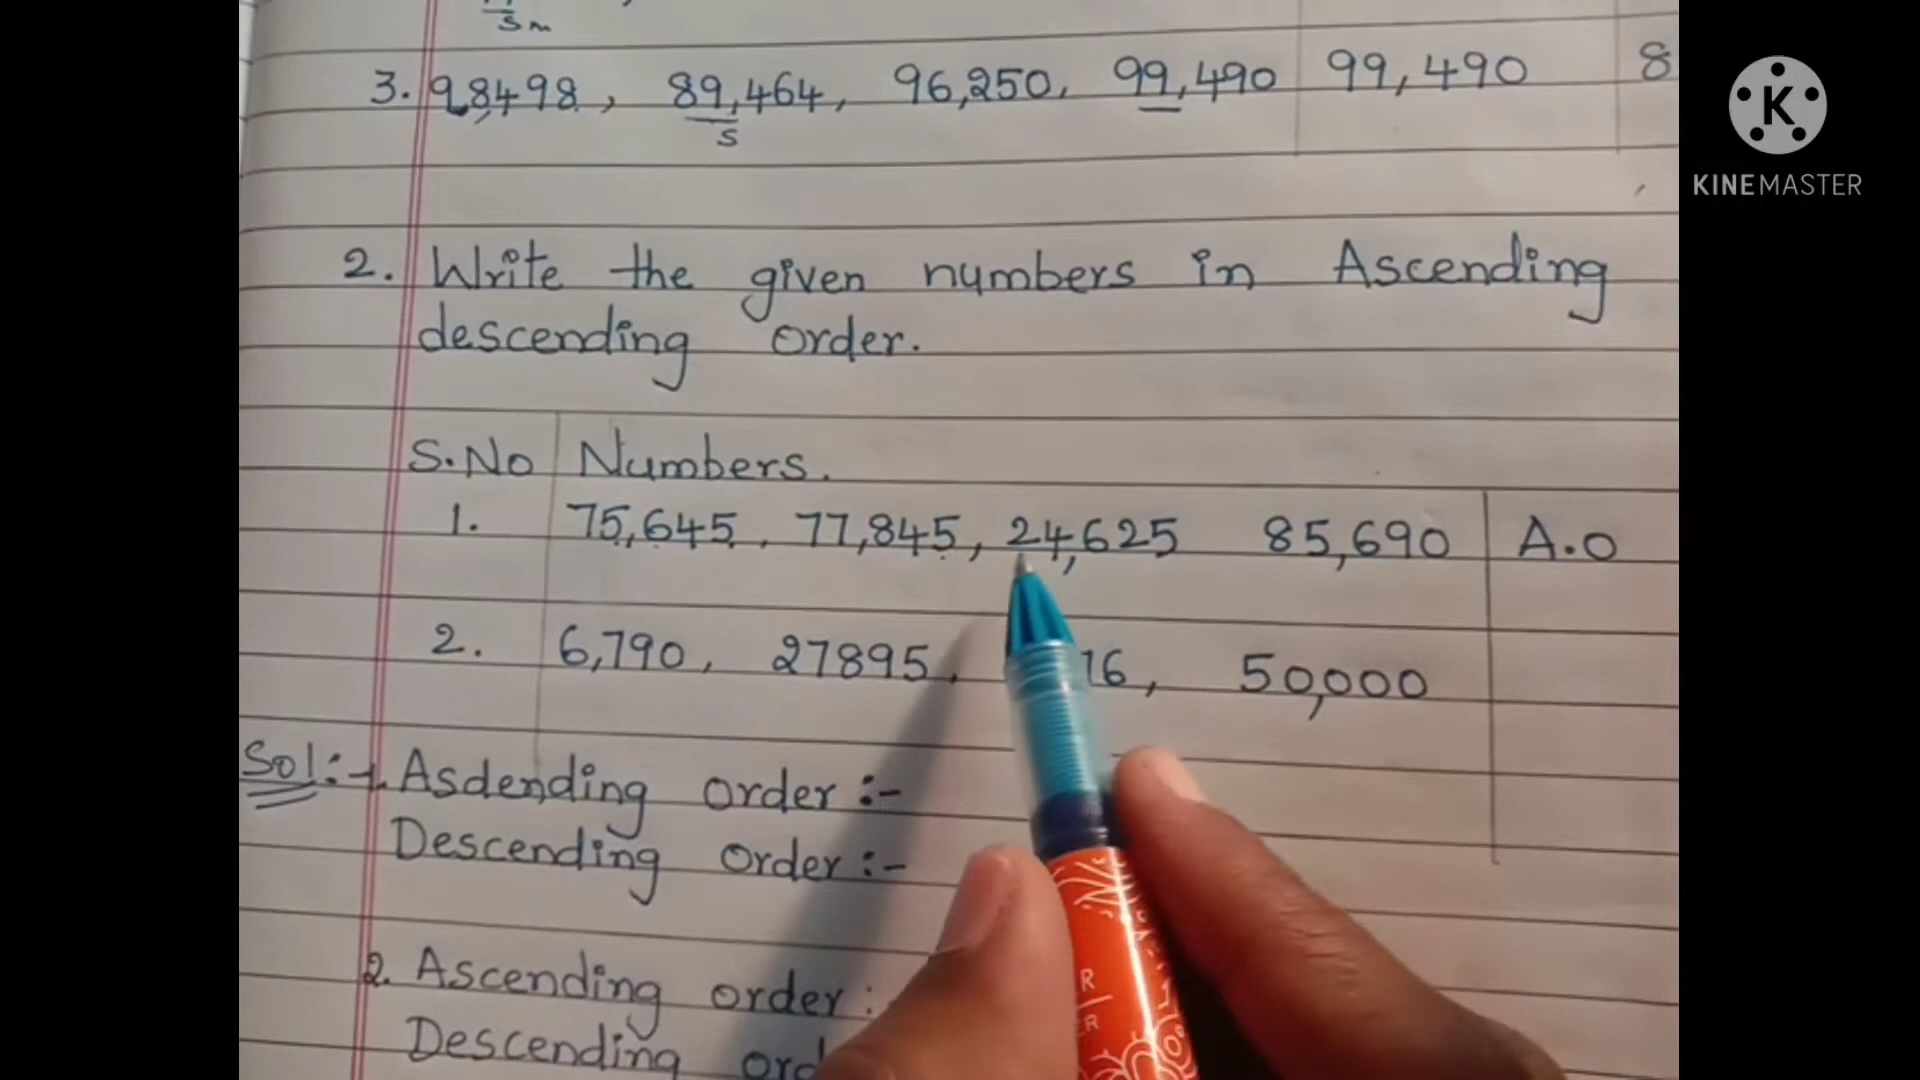 3. 98,498, 89,464, 96,250, 99,490 99,490 8
S
2. Write the given numbers in Ascending
descending order.
S.No Numbers.
1. 75,645, 77,845, 24,625 85,690 A.O
2. 6,790, 27895, 16, 50,000
Sol:- 1. Asdending order :-
Descending order :-
2. Ascending order :
Descending
K
KINEMASTER